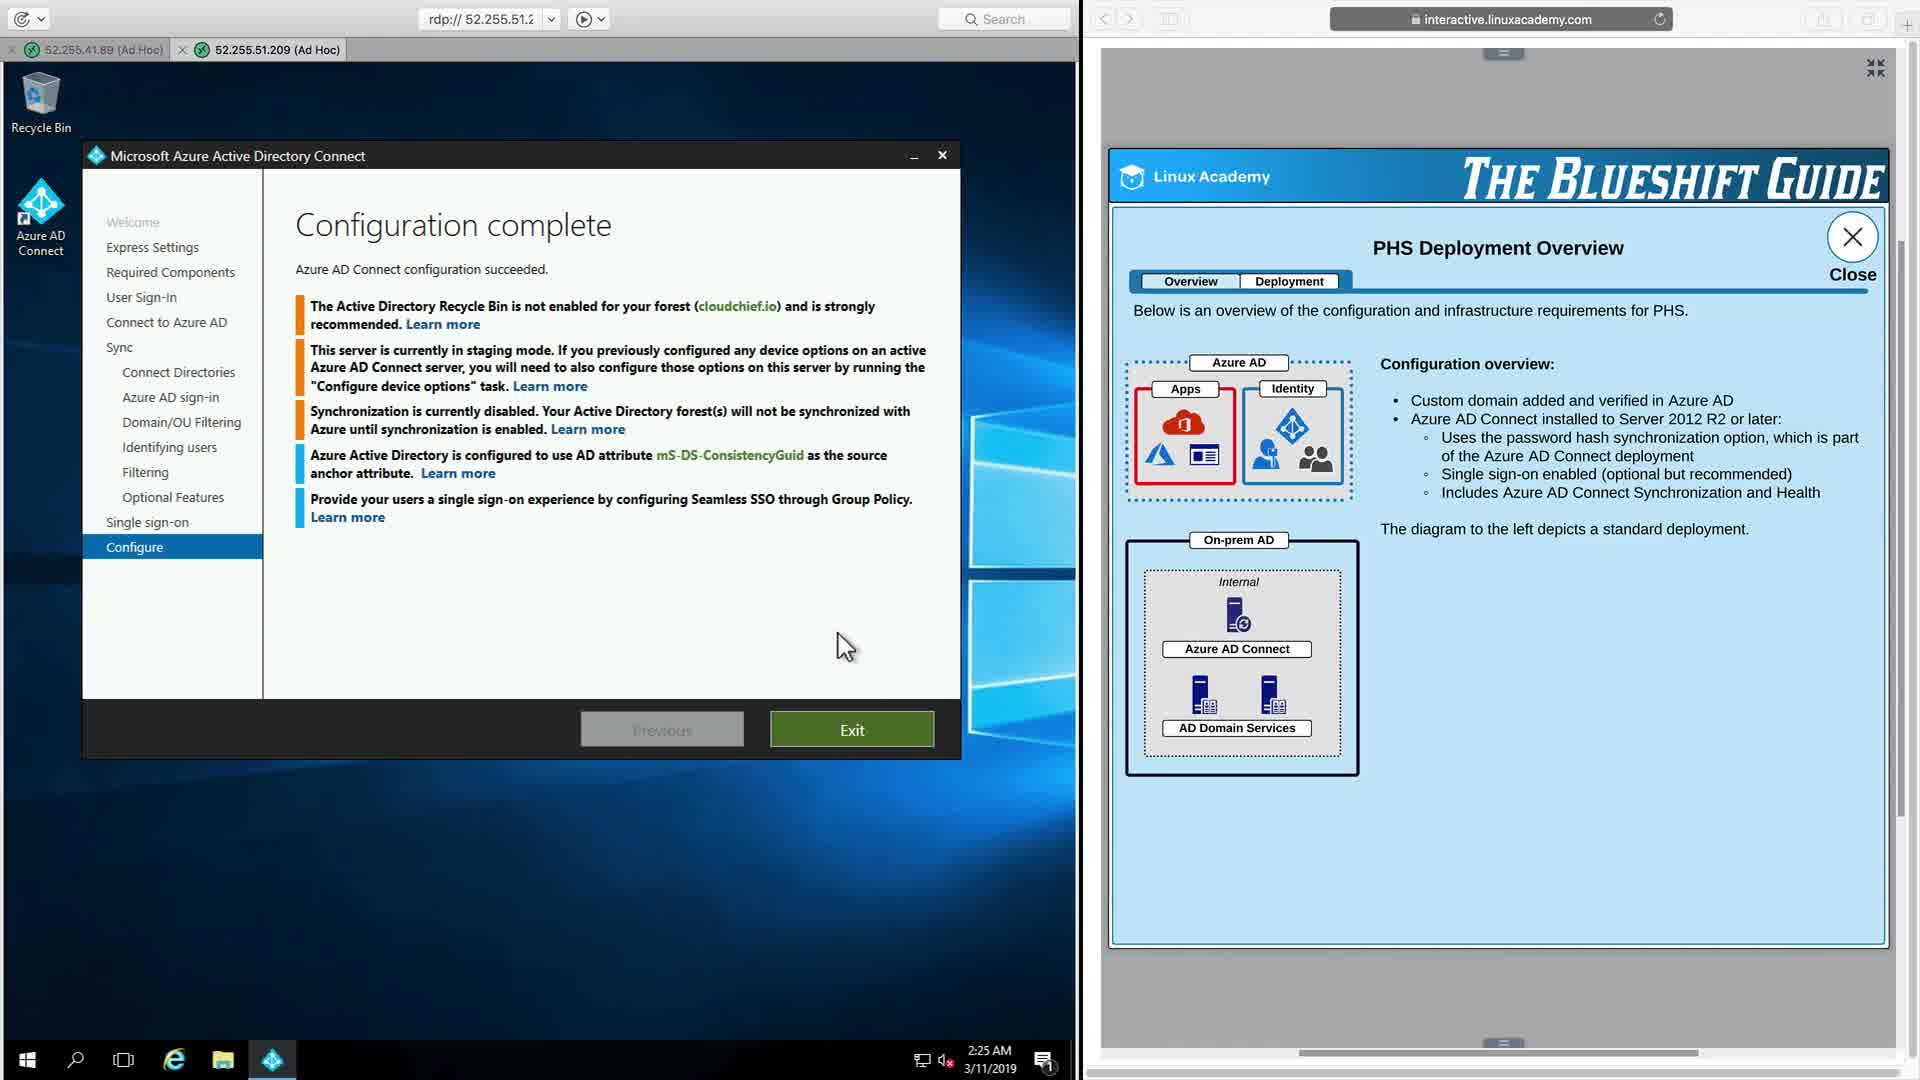 rdp:// 52.255.51.2
Search
52.255.41.89 (Ad Hoc)
52.255.51.209 (Ad Hoc)
Recycle Bin
Azure AD
Connect
Microsoft Azure Active Directory Connect
Welcome
Express Settings
Required Components
User Sign-In
Connect to Azure AD
Sync
Connect Directories
Azure AD sign-in
Domain/OU Filtering
Identifying users
Filtering
Optional Features
Single sign-on
Configure
Configuration complete
Azure AD Connect configuration succeeded.
The Active Directory Recycle Bin is not enabled for your forest (cloudchief.io) and is strongly
recommended. Learn more
This server is currently in staging mode. If you previously configured any device options on an active
Azure AD Connect server, you will need to also configure those options on this server by running the
"Configure device options" task. Learn more
Synchronization is currently disabled. Your Active Directory forest(s) will not be synchronized with
Azure until synchronization is enabled. Learn more
Azure Active Directory is configured to use AD attribute mS-DS-ConsistencyGuid as the source
anchor attribute. Learn more
Provide your users a single sign-on experience by configuring Seamless SSO through Group Policy.
Learn more
Previous
Exit
2:25 AM
3/11/2019
1
interactive.linuxacademy.com
Linux Academy
THE BLUESHIFT GUIDE
PHS Deployment Overview
Close
Overview
Deployment
Below is an overview of the configuration and infrastructure requirements for PHS.
Azure AD
Apps
Identity
On-prem AD
Internal
Azure AD Connect
AD Domain Services
Configuration overview:
• Custom domain added and verified in Azure AD
• Azure AD Connect installed to Server 2012 R2 or later:
◦ Uses the password hash synchronization option, which is part
of the Azure AD Connect deployment
◦ Single sign-on enabled (optional but recommended)
◦ Includes Azure AD Connect Synchronization and Health
The diagram to the left depicts a standard deployment.